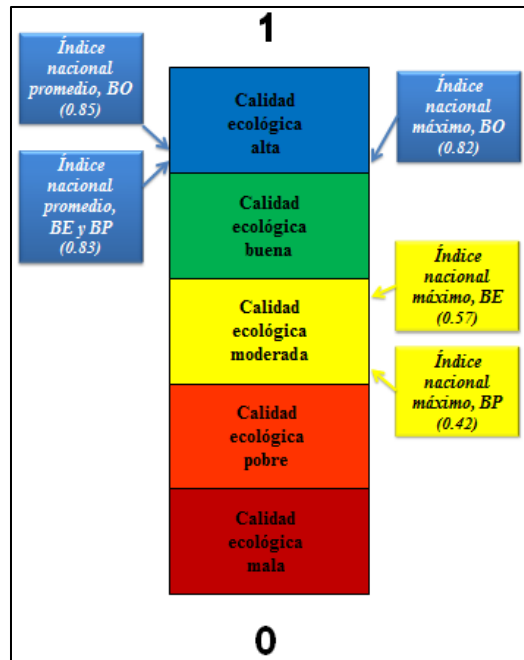 1
Índice
nacional
promedio, BO
(0.85)
Índice
nacional
promedio,
BE y BP
(0.83)
Calidad
ecológica
alta
Índice
nacional
máximo, BO
(0.82)
Calidad
ecológica
buena
Calidad
ecológica
moderada
Índice
nacional
máximo, BE
(0.57)
Índice
nacional
máximo, BP
(0.42)
Calidad
ecológica
pobre
Calidad
ecológica
mala
0